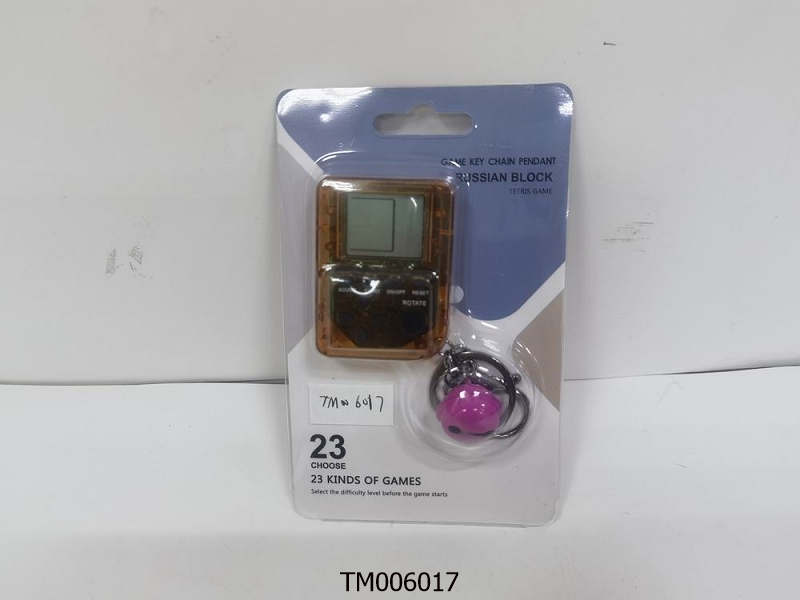 GAME KEY CHAIN PENDANT
RUSSIAN BLOCK
TETRIS GAME
ON/OFF RESET
ROTATE
TM006017
23
CHOOSE
23 KINDS OF GAMES
Select the difficulty level before the game starts
TM006017